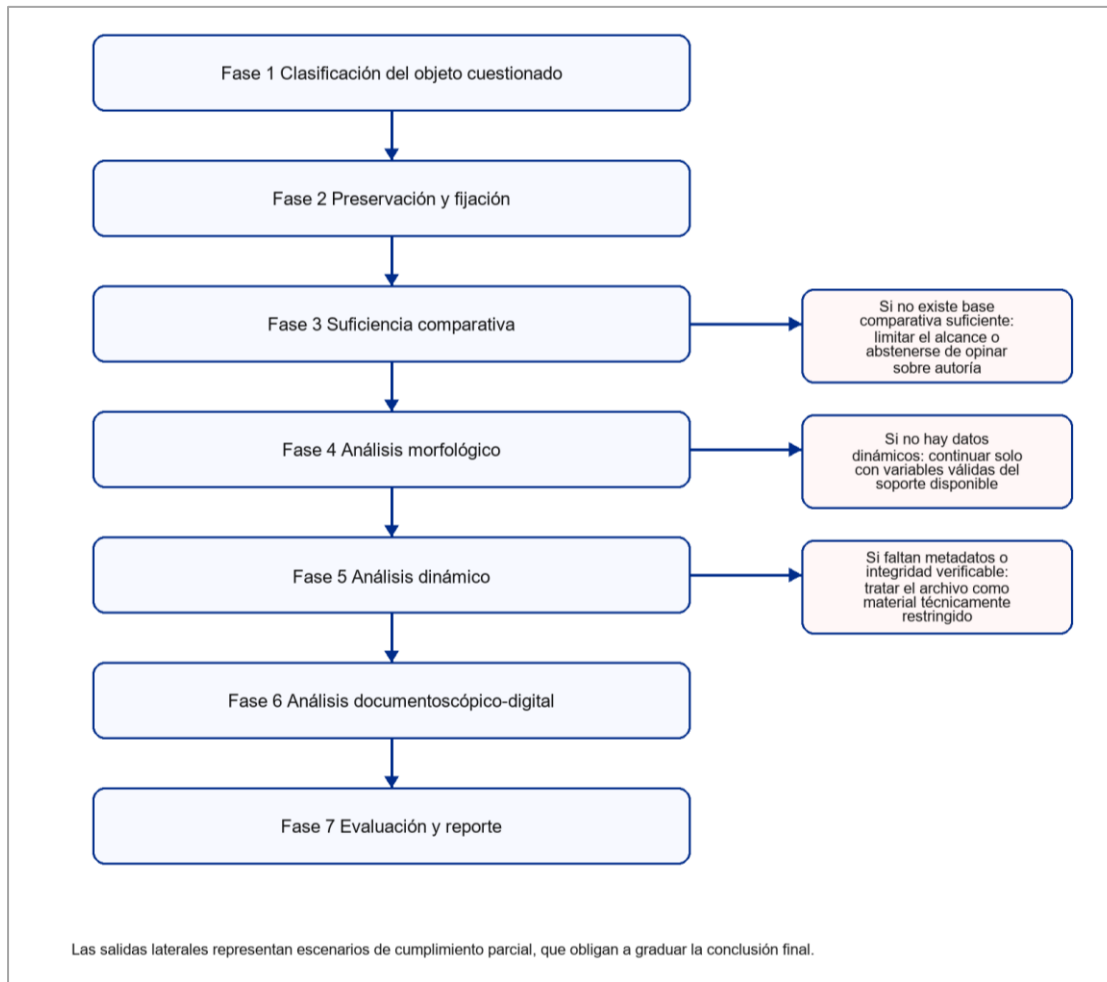 Fase 1 Clasificación del objeto cuestionado
Fase 2 Preservación y fijación
Fase 3 Suficiencia comparativa
Si no existe base
comparativa suficiente:
limitar el alcance o
abstenerse de opinar
sobre autoría
Fase 4 Análisis morfológico
Si no hay datos
dinámicos: continuar solo
con variables válidas del
soporte disponible
Fase 5 Análisis dinámico
Si faltan metadatos o
integridad verificable:
tratar el archivo como
material técnicamente
restringido
Fase 6 Análisis documentoscópico-digital
Fase 7 Evaluación y reporte
Las salidas laterales representan escenarios de cumplimiento parcial, que obligan a graduar la conclusión final.